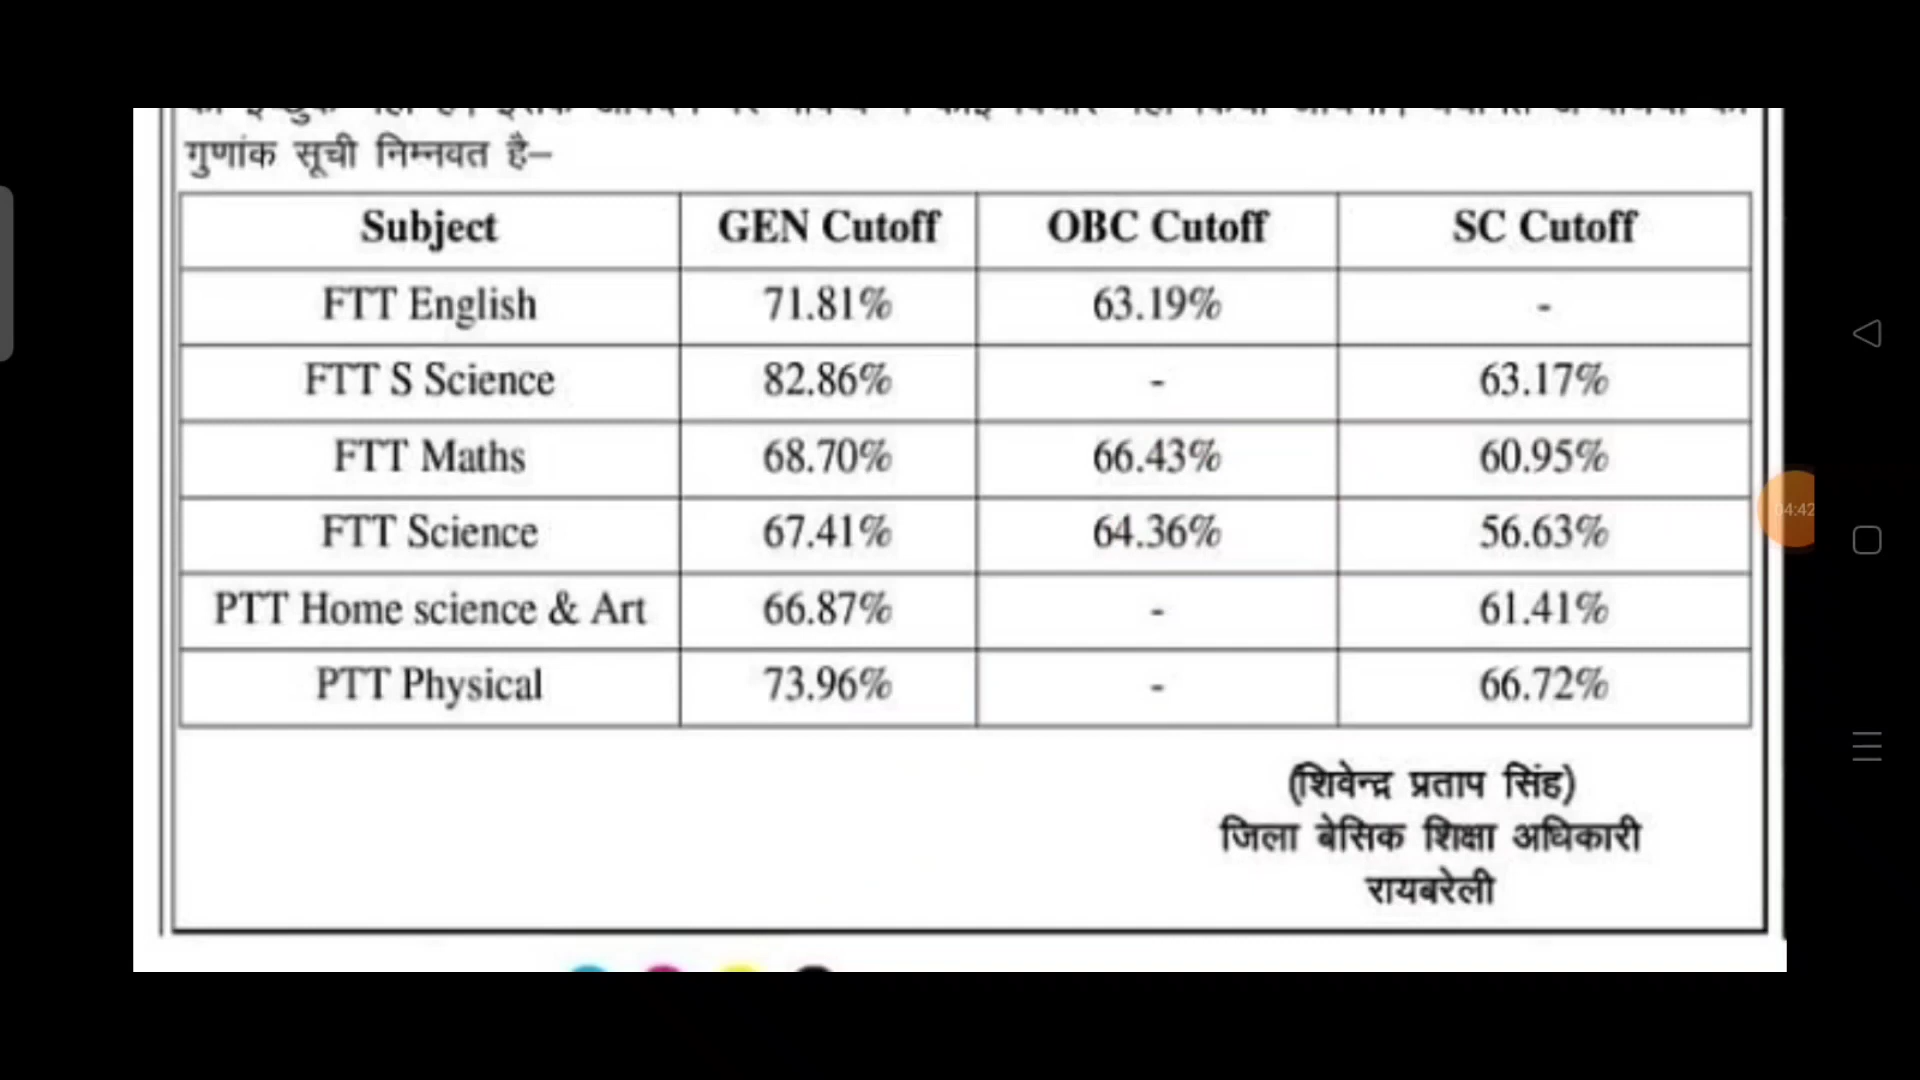 गुणांक सूची निम्नवत है–
Subject GEN Cutoff OBC Cutoff SC Cutoff
FTT English 71.81% 63.19% -
FTT S Science 82.86% - 63.17%
FTT Maths 68.70% 66.43% 60.95%
FTT Science 67.41% 64.36% 56.63%
PTT Home science & Art 66.87% - 61.41%
PTT Physical 73.96% - 66.72%
04:42
(शिवेन्द्र प्रताप सिंह)
जिला बेसिक शिक्षा अधिकारी
रायबरेली